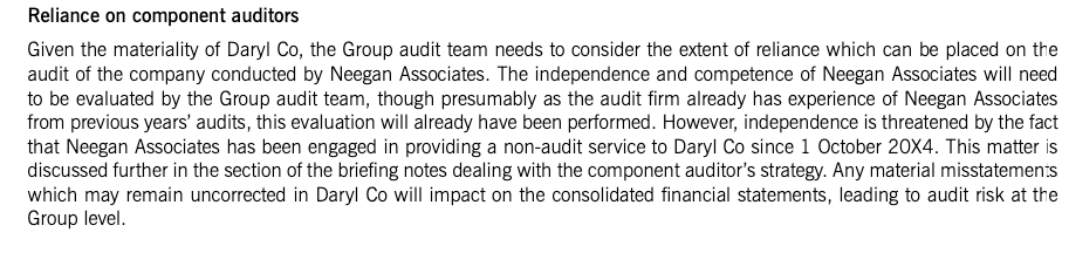 Reliance on component auditors
Given the materiality of Daryl Co, the Group audit team needs to consider the extent of reliance which can be placed on the
audit of the company conducted by Neegan Associates. The independence and competence of Neegan Associates will need
to be evaluated by the Group audit team, though presumably as the audit firm already has experience of Neegan Associates
from previous years' audits, this evaluation will already have been performed. However, independence is threatened by the fact
that Neegan Associates has been engaged in providing a non-audit service to Daryl Co since 1 October 20X4. This matter is
discussed further in the section of the briefing notes dealing with the component auditor's strategy. Any material misstatements
which may remain uncorrected in Daryl Co will impact on the consolidated financial statements, leading to audit risk at the
Group level.